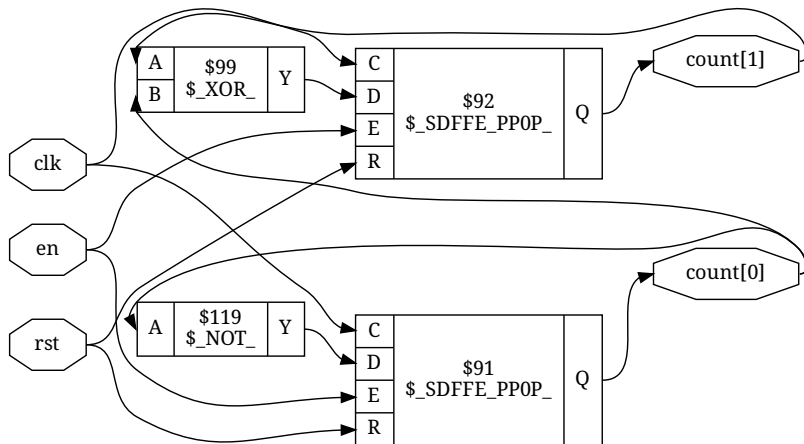 A
B
$99
$_XOR_
Y
C
D
E
R
$92
$_SDFFE_PP0P_
Q
count[1]
clk
en
rst
A
$119
$_NOT_
Y
C
D
E
R
$91
$_SDFFE_PP0P_
Q
count[0]